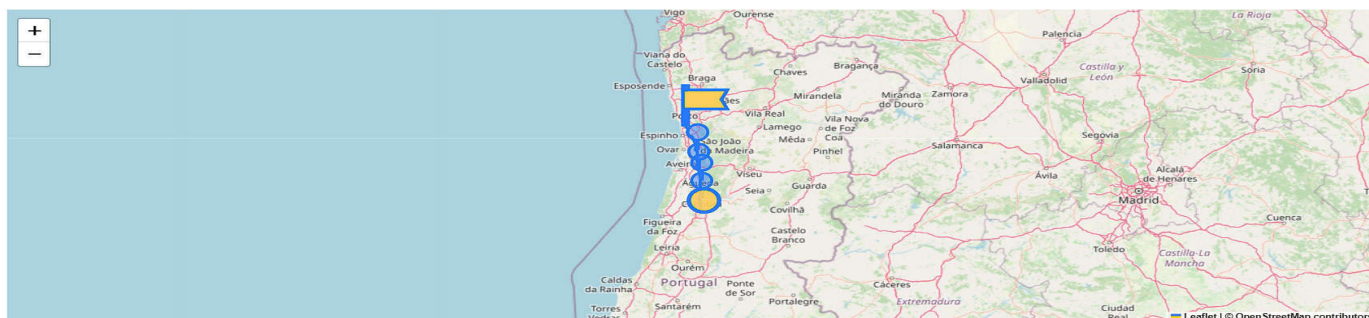 +
−
Vigo
Ourense
La Rioja
Viana do
Castelo
Braga
Chaves
Bragança
Palencia
Castilla y
León
Soria
Esposende
Valladolid
Mirandela
Miranda
do Douro
Zamora
Porto
Vila Real
Espinho
Lamego
Vila Nova
de Foz
Coa
São João
da Madeira
Segovia
Ovar
Mêda
Pinhel
Salamanca
Viseu
Seia
Guarda
Ávila
Alcalá
de Henares
Madrid
Covilhã
Figueira
da Foz
Cuenca
Castelo
Branco
Leiria
Toledo
Castilla-La
Mancha
Ourém
Caldas
da Rainha
Portugal
Ponte
de Sor
Cáceres
Santarém
Portalegre
Extremadura
Ciudad
Real
Torres
Vedras
Leaflet | © OpenStreetMap contributors